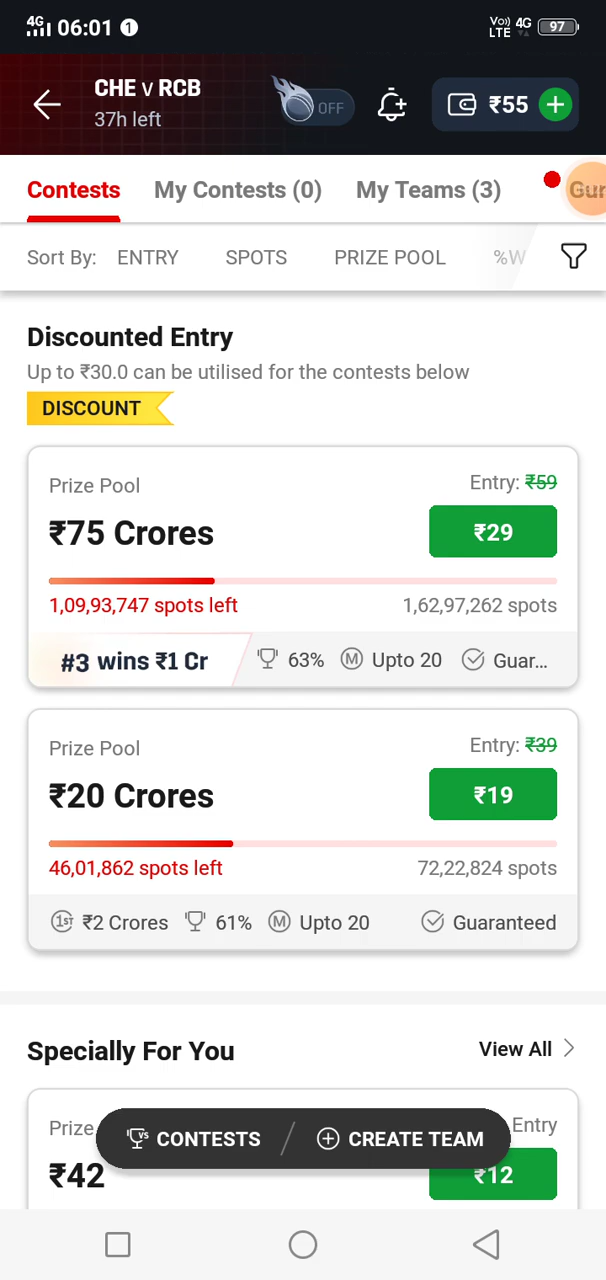 4G 06:01 1 Vo) LTE 4G 97
CHE v RCB
37h left
OFF
₹55
Contests My Contests (0) My Teams (3)
Sort By: ENTRY SPOTS PRIZE POOL %W
Discounted Entry
Up to ₹30.0 can be utilised for the contests below
DISCOUNT
Prize Pool Entry: ₹59
₹75 Crores ₹29
1,09,93,747 spots left 1,62,97,262 spots
#3 wins ₹1 Cr 63% M Upto 20 Guar...
Prize Pool Entry: ₹39
₹20 Crores ₹19
46,01,862 spots left 72,22,824 spots
1ST ₹2 Crores 61% M Upto 20 Guaranteed
Specially For You View All
Prize Entry
VS CONTESTS CREATE TEAM
₹42 ₹12